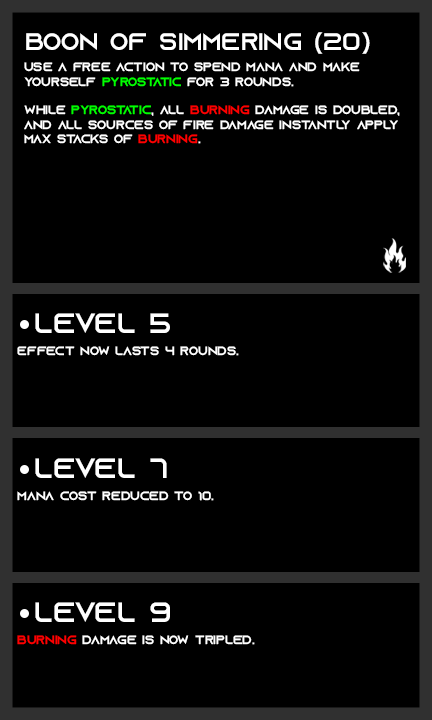 BOON OF SIMMERING (20)
USE A FREE ACTION TO SPEND MANA AND MAKE
YOURSELF PYROSTATIC FOR 3 ROUNDS.
WHILE PYROSTATIC, ALL BURNING DAMAGE IS DOUBLED,
AND ALL SOURCES OF FIRE DAMAGE INSTANTLY APPLY
MAX STACKS OF BURNING.
•LEVEL 5
EFFECT NOW LASTS 4 ROUNDS.
•LEVEL 7
MANA COST REDUCED TO 10.
•LEVEL 9
BURNING DAMAGE IS NOW TRIPLED.